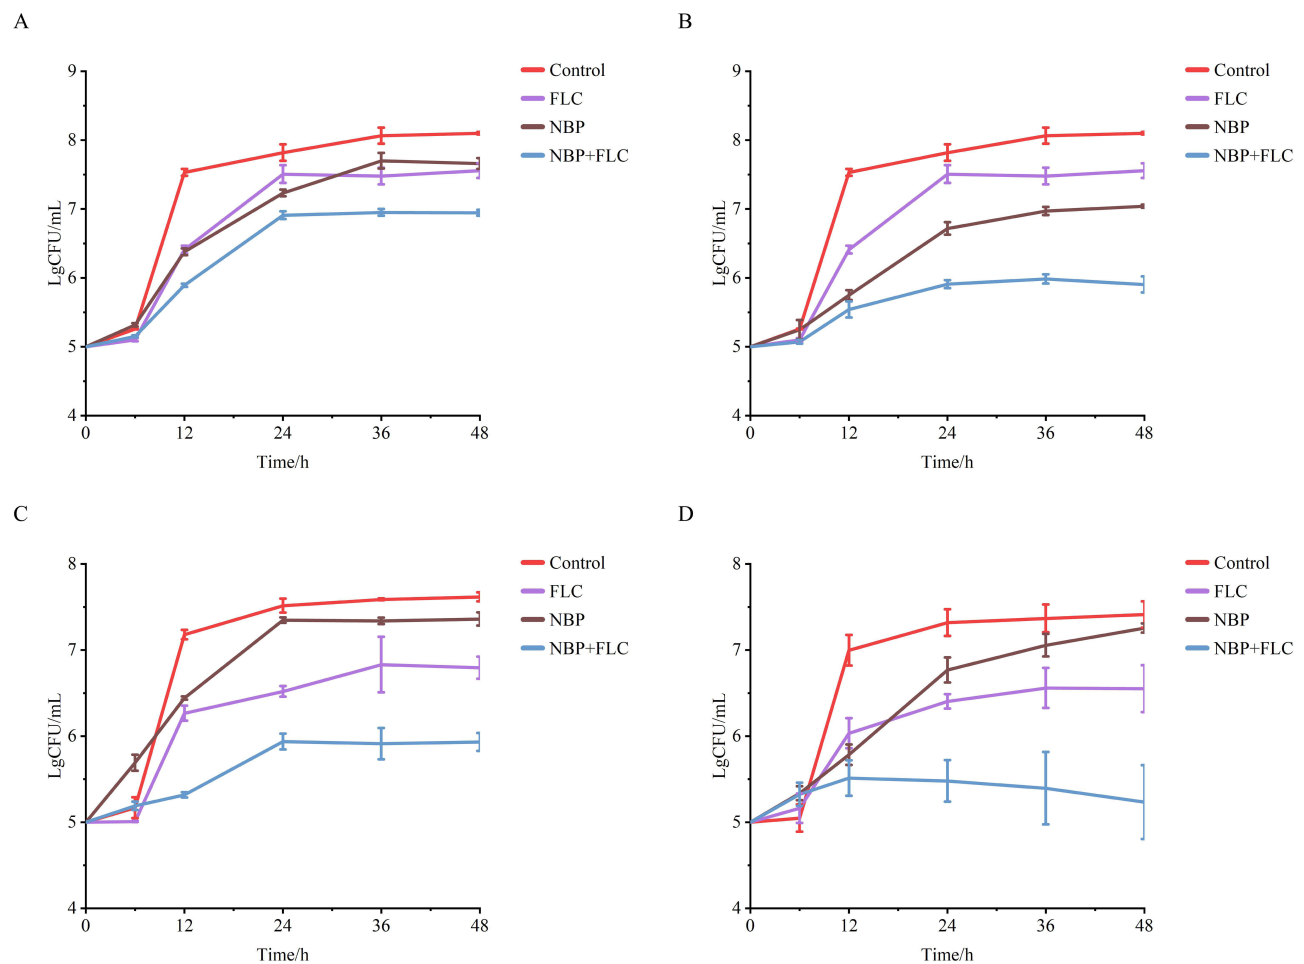 A
9
8
7
6
5
4
0
12
24
36
48
LgCFU/mL
Time/h
Control
FLC
NBP
NBP+FLC
B
9
8
7
6
5
4
0
12
24
36
48
LgCFU/mL
Time/h
Control
FLC
NBP
NBP+FLC
C
8
7
6
5
4
0
12
24
36
48
LgCFU/mL
Time/h
Control
FLC
NBP
NBP+FLC
D
8
7
6
5
4
0
12
24
36
48
LgCFU/mL
Time/h
Control
FLC
NBP
NBP+FLC